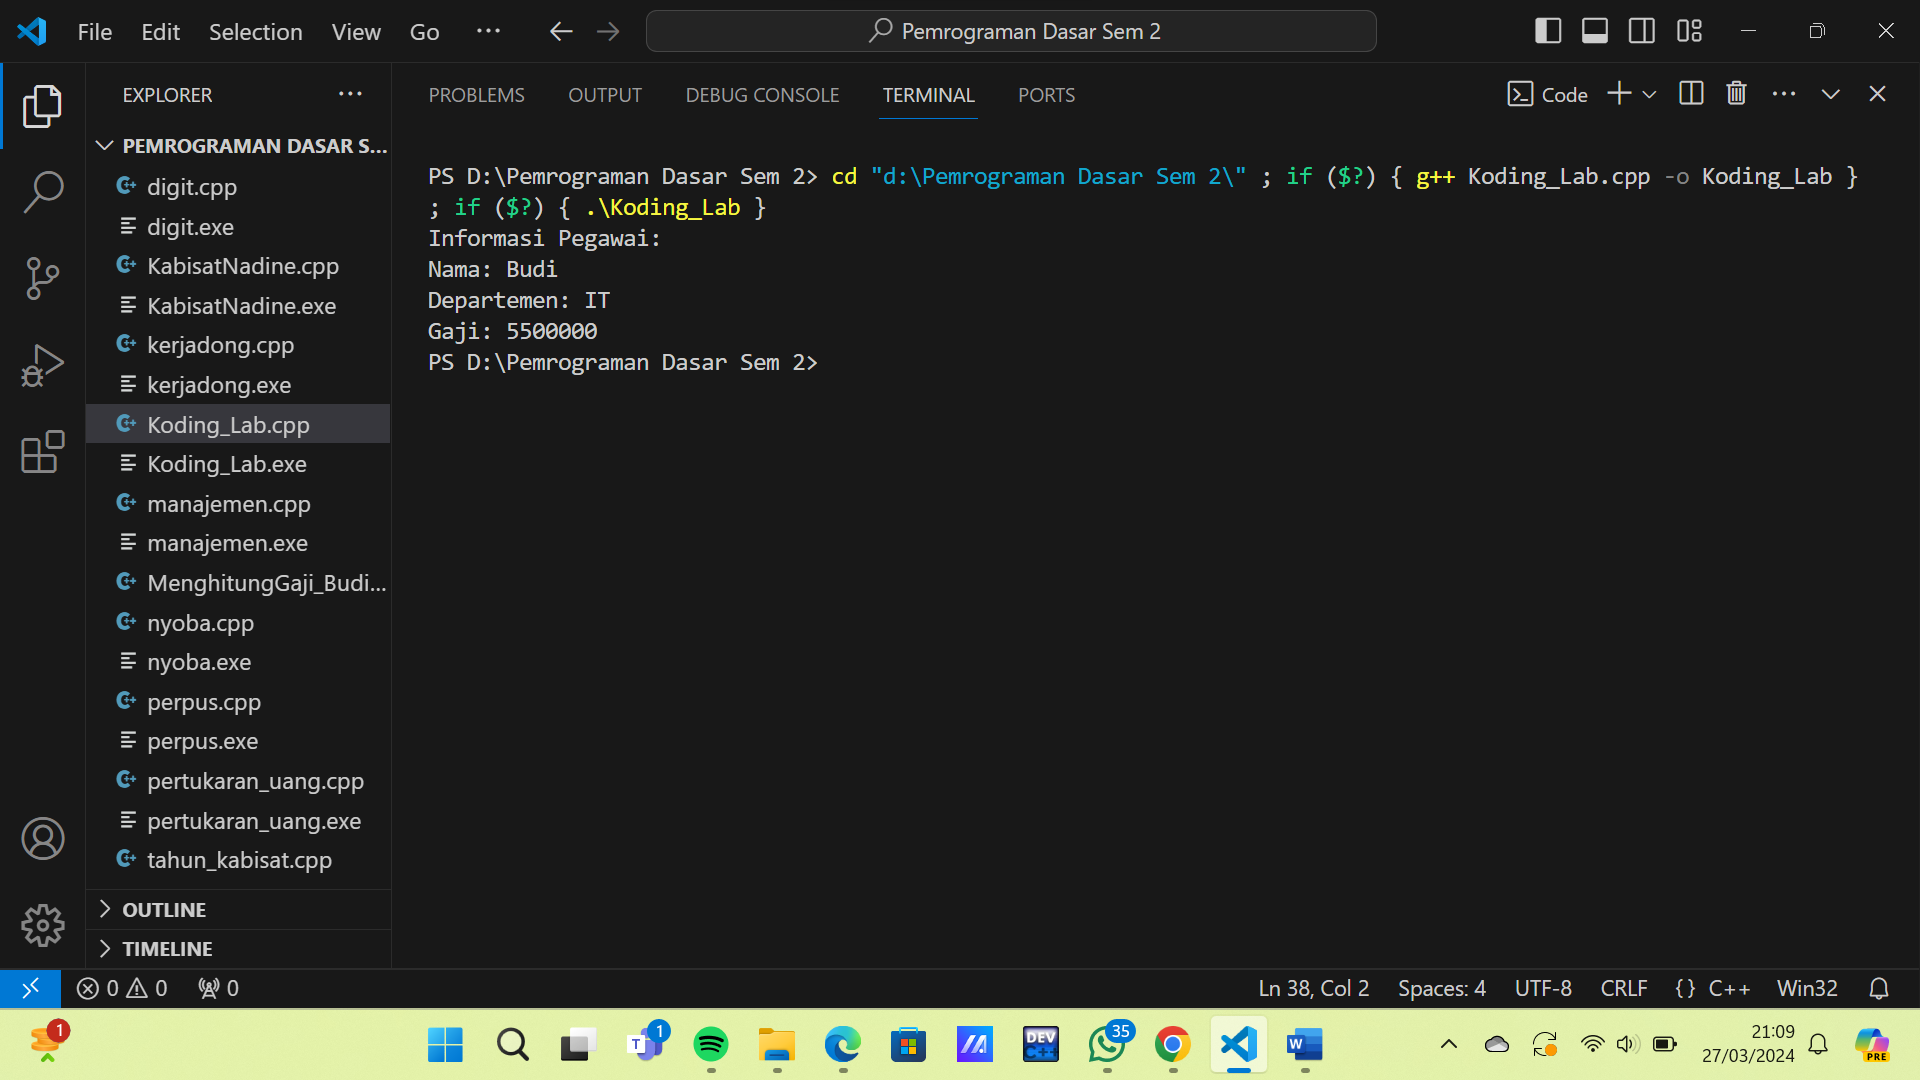 File Edit Selection View Go ...
Pemrograman Dasar Sem 2
EXPLORER ...
PEMROGRAMAN DASAR S...
digit.cpp
digit.exe
KabisatNadine.cpp
KabisatNadine.exe
kerjadong.cpp
kerjadong.exe
Koding_Lab.cpp
Koding_Lab.exe
manajemen.cpp
manajemen.exe
MenghitungGaji_Budi...
nyoba.cpp
nyoba.exe
perpus.cpp
perpus.exe
pertukaran_uang.cpp
pertukaran_uang.exe
tahun_kabisat.cpp
OUTLINE
TIMELINE
PROBLEMS OUTPUT DEBUG CONSOLE TERMINAL PORTS
Code
PS D:\Pemrograman Dasar Sem 2> cd "d:\Pemrograman Dasar Sem 2\" ; if ($?) { g++ Koding_Lab.cpp -o Koding_Lab }
; if ($?) { .\Koding_Lab }
Informasi Pegawai:
Nama: Budi
Departemen: IT
Gaji: 5500000
PS D:\Pemrograman Dasar Sem 2>
0 0 0
Ln 38, Col 2 Spaces: 4 UTF-8 CRLF {} C++ Win32
1
T 1
DEV C++
35
W
21:09
27/03/2024
PRE